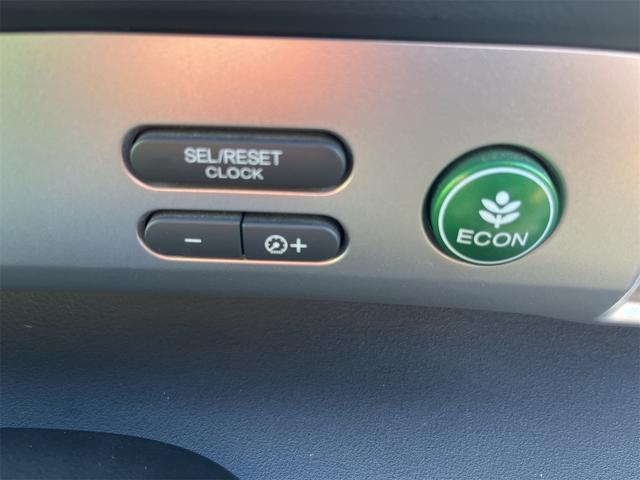 SEL/RESET
CLOCK
- +
ECON